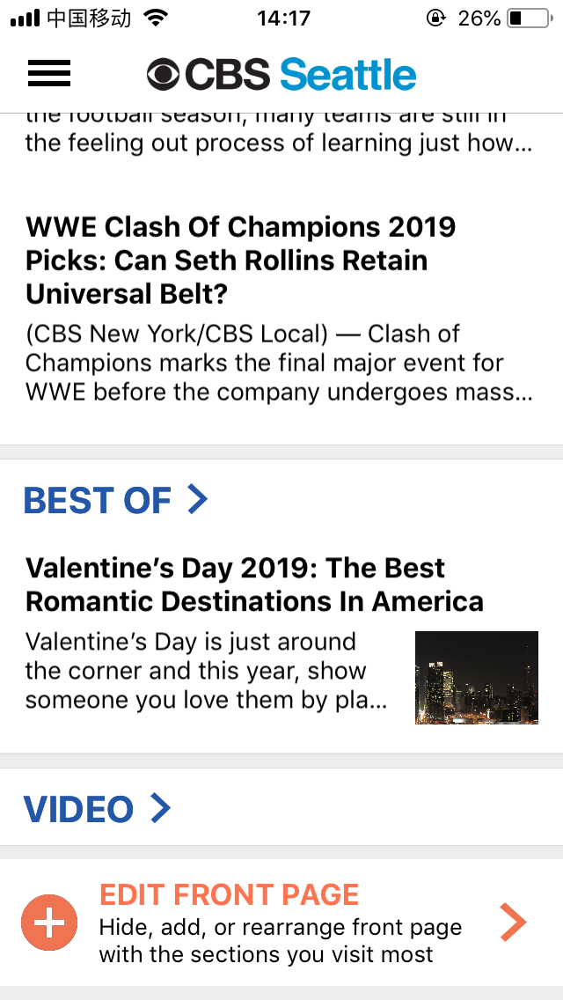 中国移动 14:17 26%
CBS Seattle
the football season, many teams are still in
the feeling out process of learning just how...
WWE Clash Of Champions 2019
Picks: Can Seth Rollins Retain
Universal Belt?
(CBS New York/CBS Local) — Clash of
Champions marks the final major event for
WWE before the company undergoes mass...
BEST OF
Valentine’s Day 2019: The Best
Romantic Destinations In America
Valentine’s Day is just around
the corner and this year, show
someone you love them by pla...
VIDEO
EDIT FRONT PAGE
Hide, add, or rearrange front page
with the sections you visit most